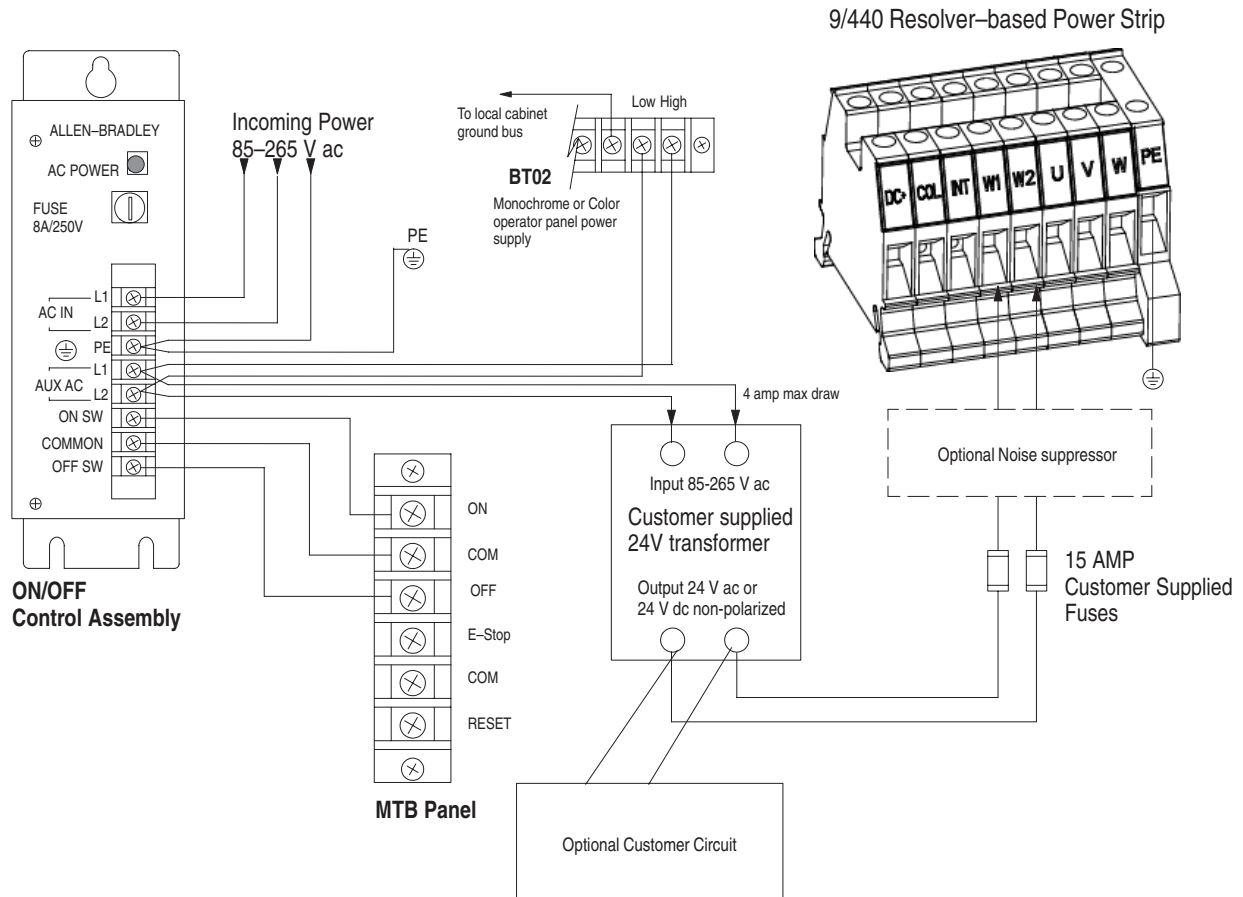 9/440 Resolver–based Power Strip
ALLEN–BRADLEY
AC POWER
FUSE
8A/250V
Incoming Power
85–265 V ac
PE
To local cabinet
ground bus
Low High
BT02
Monochrome or Color
operator panel power
supply
DC+
COL
INT
W1
W2
U
V
W
PE
AC IN
L1
L2
PE
AUX AC
L1
L2
ON SW
COMMON
OFF SW
ON/OFF
Control Assembly
4 amp max draw
Input 85-265 V ac
Customer supplied
24V transformer
Output 24 V ac or
24 V dc non-polarized
Optional Noise suppressor
15 AMP
Customer Supplied
Fuses
ON
COM
OFF
E–Stop
COM
RESET
MTB Panel
Optional Customer Circuit